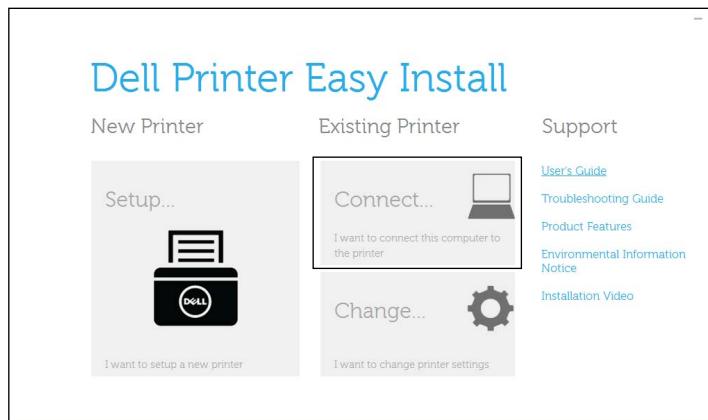 Dell Printer Easy Install
New Printer
Setup...
DELL
I want to setup a new printer
Existing Printer
Connect...
I want to connect this computer to
the printer
Change...
I want to change printer settings
Support
User's Guide
Troubleshooting Guide
Product Features
Environmental Information
Notice
Installation Video